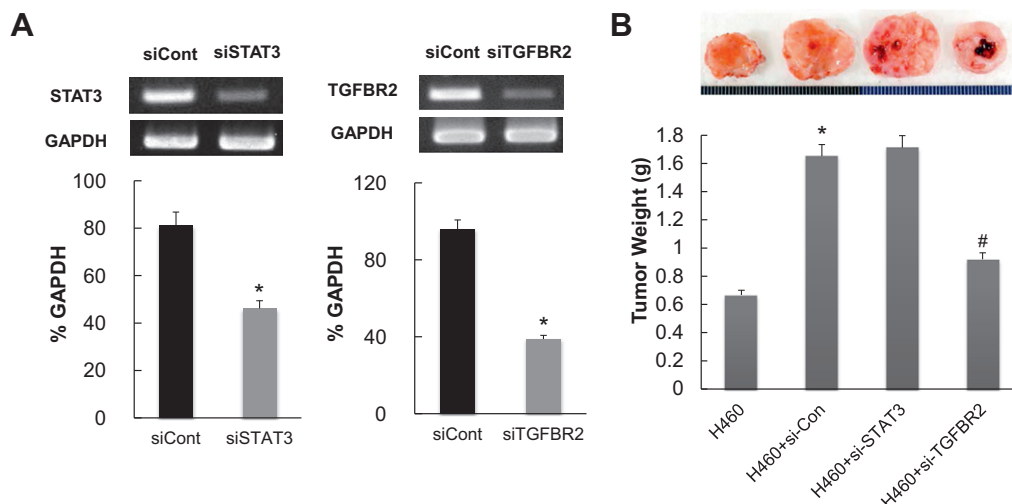 A
siCont siSTAT3
STAT3
GAPDH
% GAPDH
100
80
60
40
20
0
*
siCont siSTAT3
siCont siTGFBR2
TGFBR2
GAPDH
% GAPDH
120
80
40
0
*
siCont siTGFBR2
B
Tumor Weight (g)
1.8
1.6
1.4
1.2
1
0.8
0.6
0.4
0.2
0
*
#
H460
H460+si-Con
H460+si-STAT3
H460+si-TGFBR2